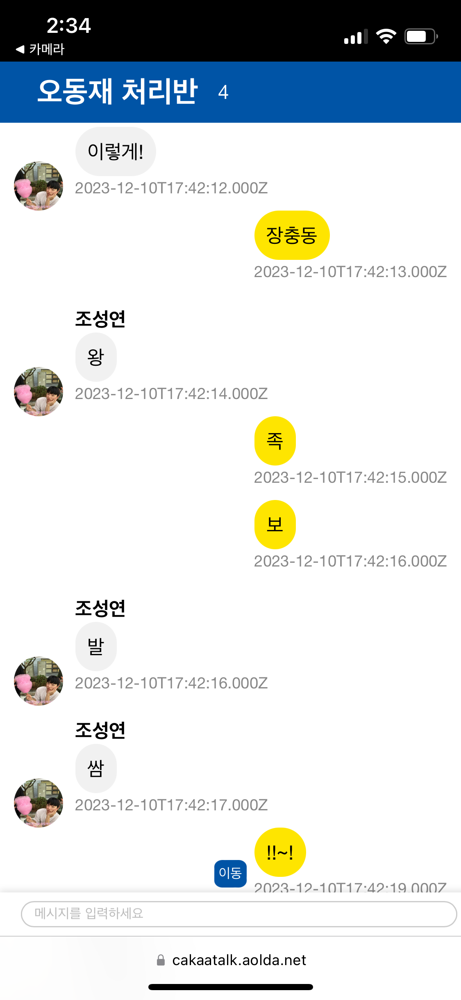 2:34
◀ 카메라
오동재 처리반 4
이렇게!
2023-12-10T17:42:12.000Z
장충동
2023-12-10T17:42:13.000Z
조성연
왕
2023-12-10T17:42:14.000Z
족
2023-12-10T17:42:15.000Z
보
2023-12-10T17:42:16.000Z
조성연
발
2023-12-10T17:42:16.000Z
조성연
쌈
2023-12-10T17:42:17.000Z
!!~!
이동
2023-12-10T17:42:19.000Z
메시지를 입력하세요
cakaatalk.aolda.net